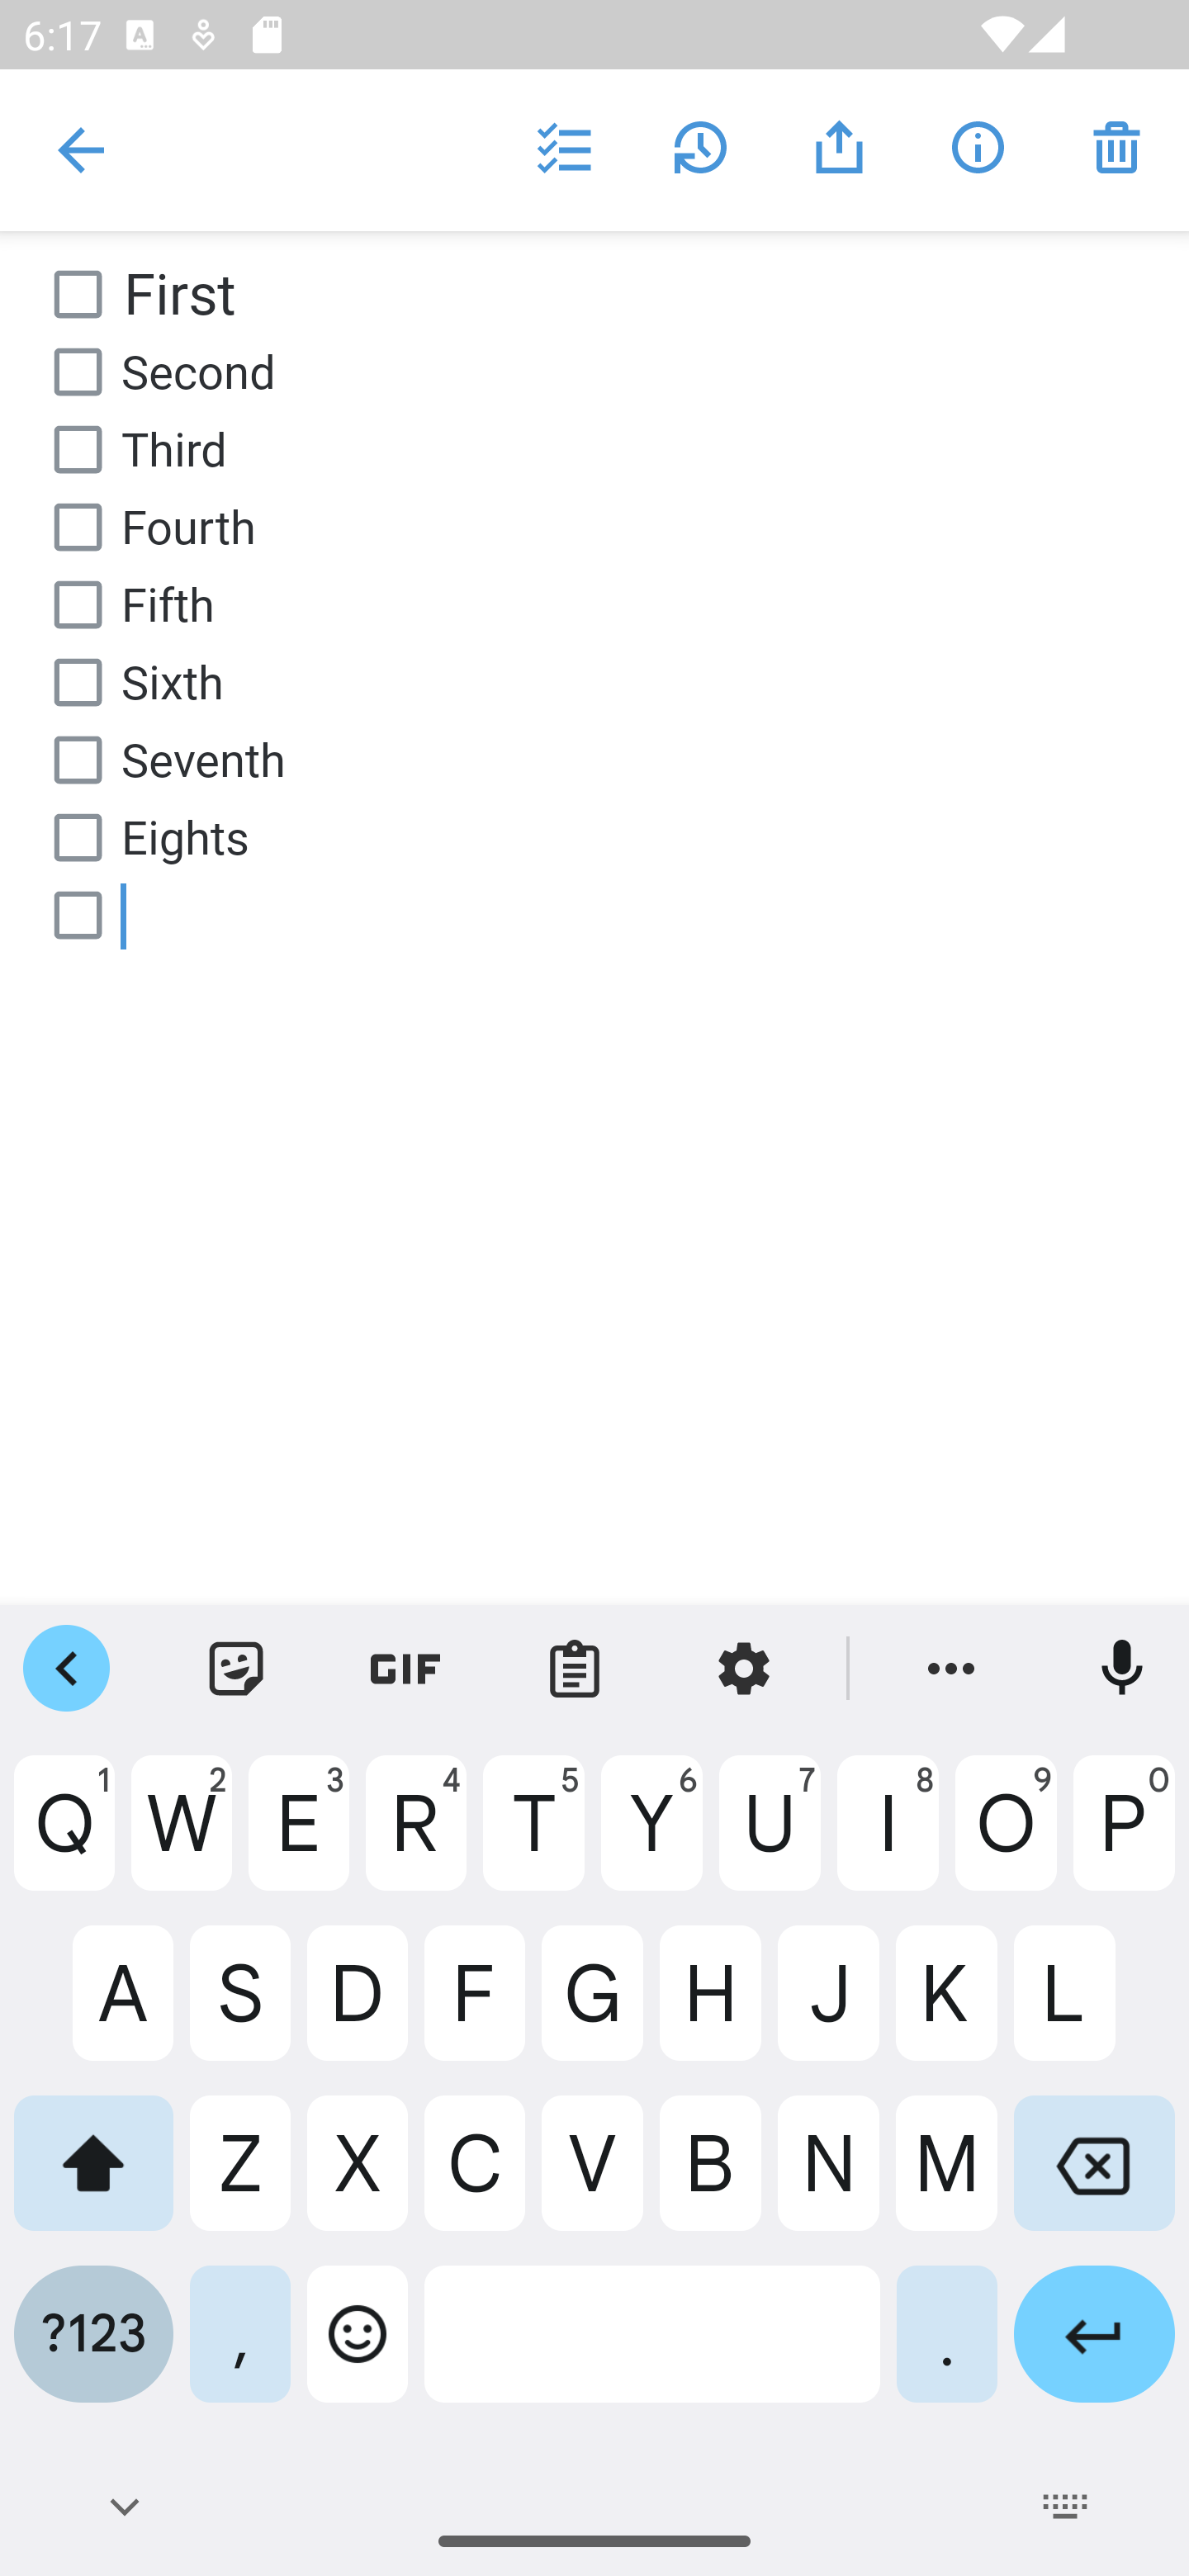 6:17
First
Second
Third
Fourth
Fifth
Sixth
Seventh
Eights
GIF
Q1 W2 E3 R4 T5 Y6 U7 I8 O9 P0
A S D F G H J K L
Z X C V B N M
?123 , .